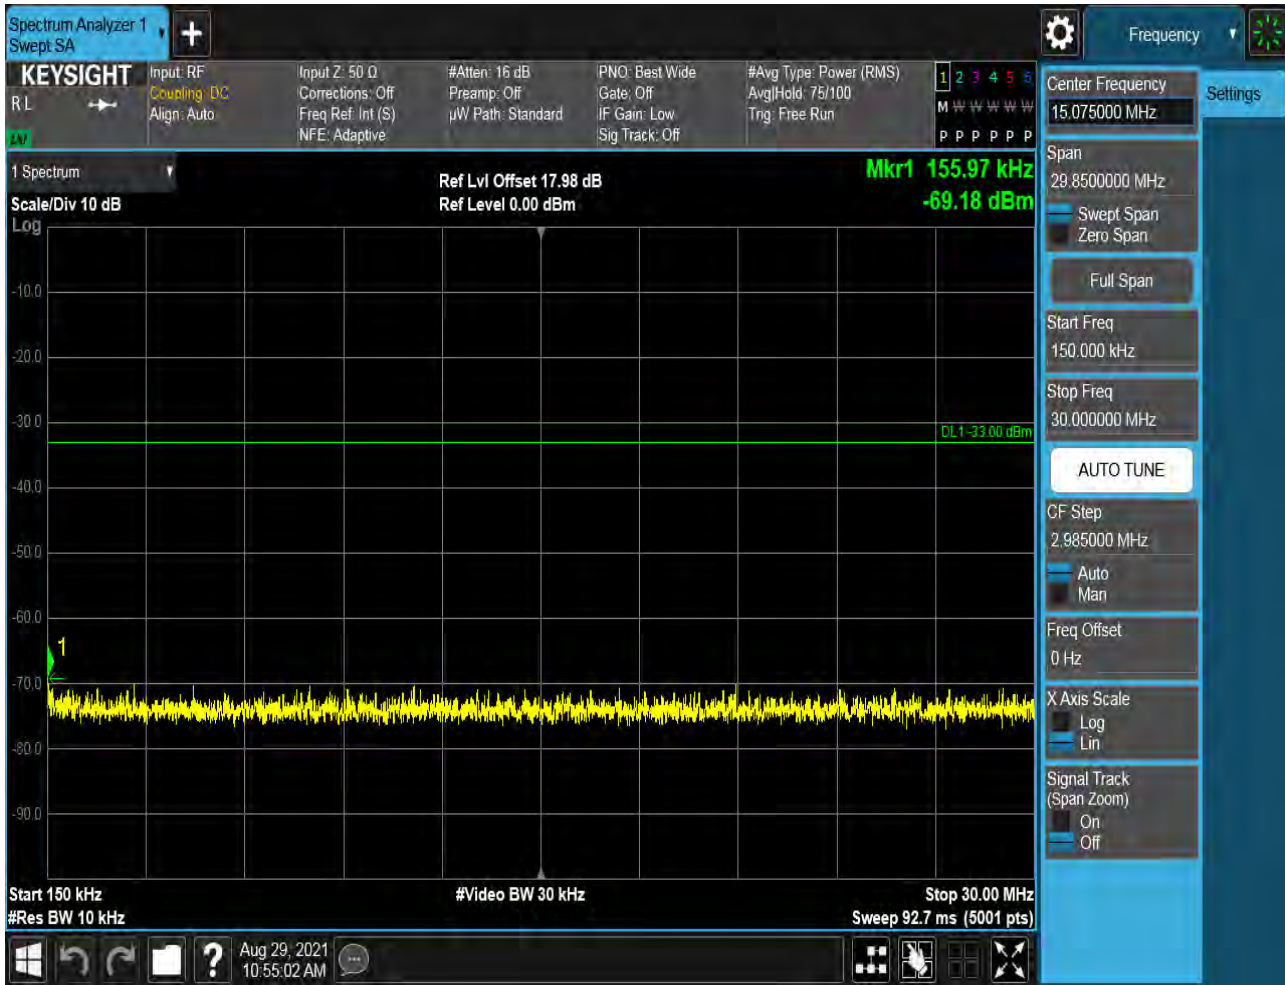 Spectrum Analyzer 1
Swept SA
Frequency
KEYSIGHT
R L
Input: RF
Coupling: DC
Align: Auto
Input Z: 50 Ω
Corrections: Off
Freq Ref: Int (S)
NFE: Adaptive
#Atten: 16 dB
Preamp: Off
µW Path: Standard
PNO: Best Wide
Gate: Off
IF Gain: Low
Sig Track: Off
#Avg Type: Power (RMS)
Avg|Hold: 75/100
Trig: Free Run
1 2 3 4 5 6
M W W W W W
P P P P P P
1 Spectrum
Scale/Div 10 dB
Log
Ref Lvl Offset 17.98 dB
Ref Level 0.00 dBm
Mkr1 155.97 kHz
-69.18 dBm
-10.0
-20.0
-30.0
DL1 -33.00 dBm
-40.0
-50.0
-60.0
1
-70.0
-80.0
-90.0
Start 150 kHz
#Res BW 10 kHz
#Video BW 30 kHz
Stop 30.00 MHz
Sweep 92.7 ms (5001 pts)
?
Aug 29, 2021
10:55:02 AM
Center Frequency
15.075000 MHz
Settings
Span
29.8500000 MHz
Swept Span
Zero Span
Full Span
Start Freq
150.000 kHz
Stop Freq
30.000000 MHz
AUTO TUNE
CF Step
2.985000 MHz
Auto
Man
Freq Offset
0 Hz
X Axis Scale
Log
Lin
Signal Track
(Span Zoom)
On
Off